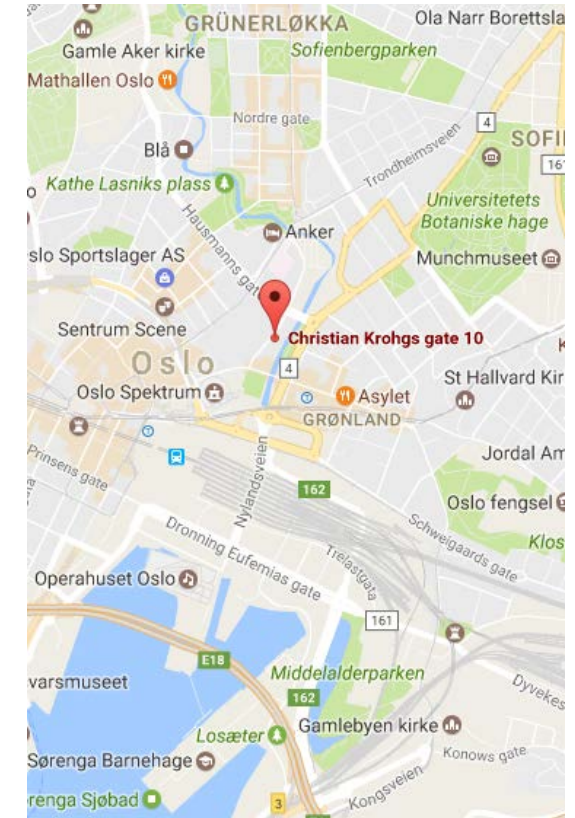 GRÜNERLØKKA
Ola Narr Borettsla
Gamle Aker kirke
Sofienbergparken
Mathallen Oslo
Nordre gate
4
Trondheimsveien
SOFI
Blå
161
Kathe Lasniks plass
Universitetets
Botaniske hage
Hausmanns gate
Anker
slo Sportslager AS
Munchmuseet
Sentrum Scene
Christian Krohgs gate 10
Oslo
4
St Hallvard Kir
Oslo Spektrum
Asylet
GRØNLAND
Prinsens gate
Jordal Am
Nylandsveien
162
Oslo fengsel
Schweigaards gate
Klos
Dronning Eufemias gate
Trelastgata
Operahuset Oslo
161
E18
Middelalderparken
varsmuseet
162
Dyvekes
Losæter
Gamlebyen kirke
Sørenga Barnehage
Konows gate
renga Sjøbad
3
Kongsveien